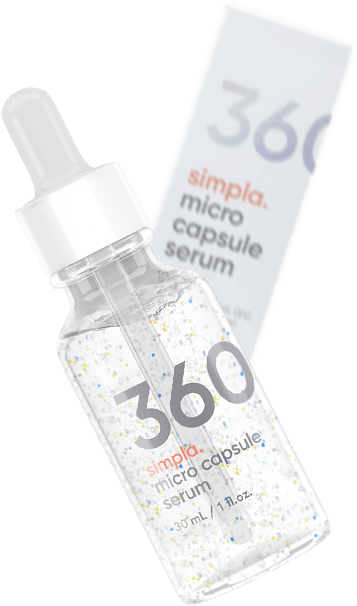 360
simpla.
micro
capsule
serum
360
simpla.
micro capsule
serum
30 mL / 1 fl.oz.